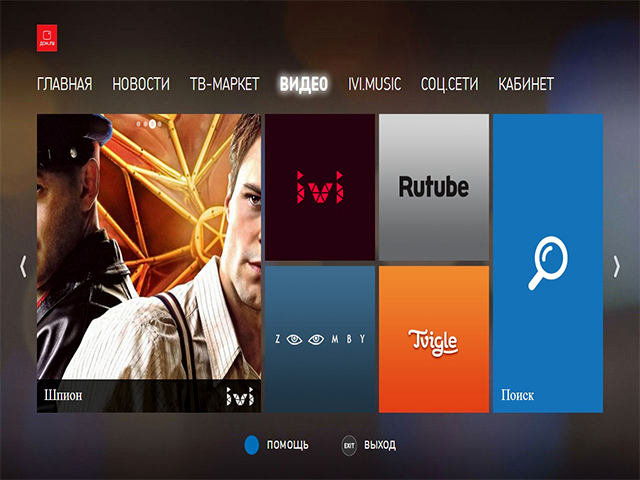 дом.ru
ГЛАВНАЯ НОВОСТИ ТВ-МАРКЕТ ВИДЕО IVI.MUSIC СОЦ.СЕТИ КАБИНЕТ
ivi
Rutube
ZOOMBY
Tvigle
Шпион ivi
Поиск
ПОМОЩЬ EXIT ВЫХОД